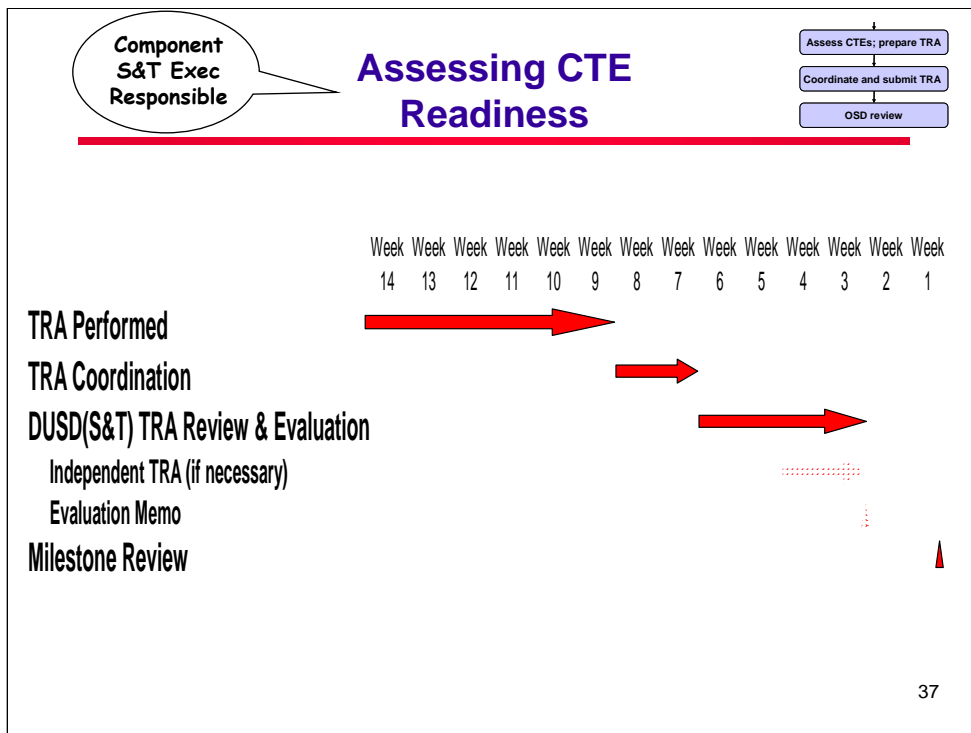 Component
S&T Exec
Responsible
Assessing CTE
Readiness
Assess CTEs; prepare TRA
Coordinate and submit TRA
OSD review
Week Week Week Week Week Week Week Week Week Week Week Week Week Week
14 13 12 11 10 9 8 7 6 5 4 3 2 1
TRA Performed
TRA Coordination
DUSD(S&T) TRA Review & Evaluation
Independent TRA (if necessary)
Evaluation Memo
Milestone Review
37